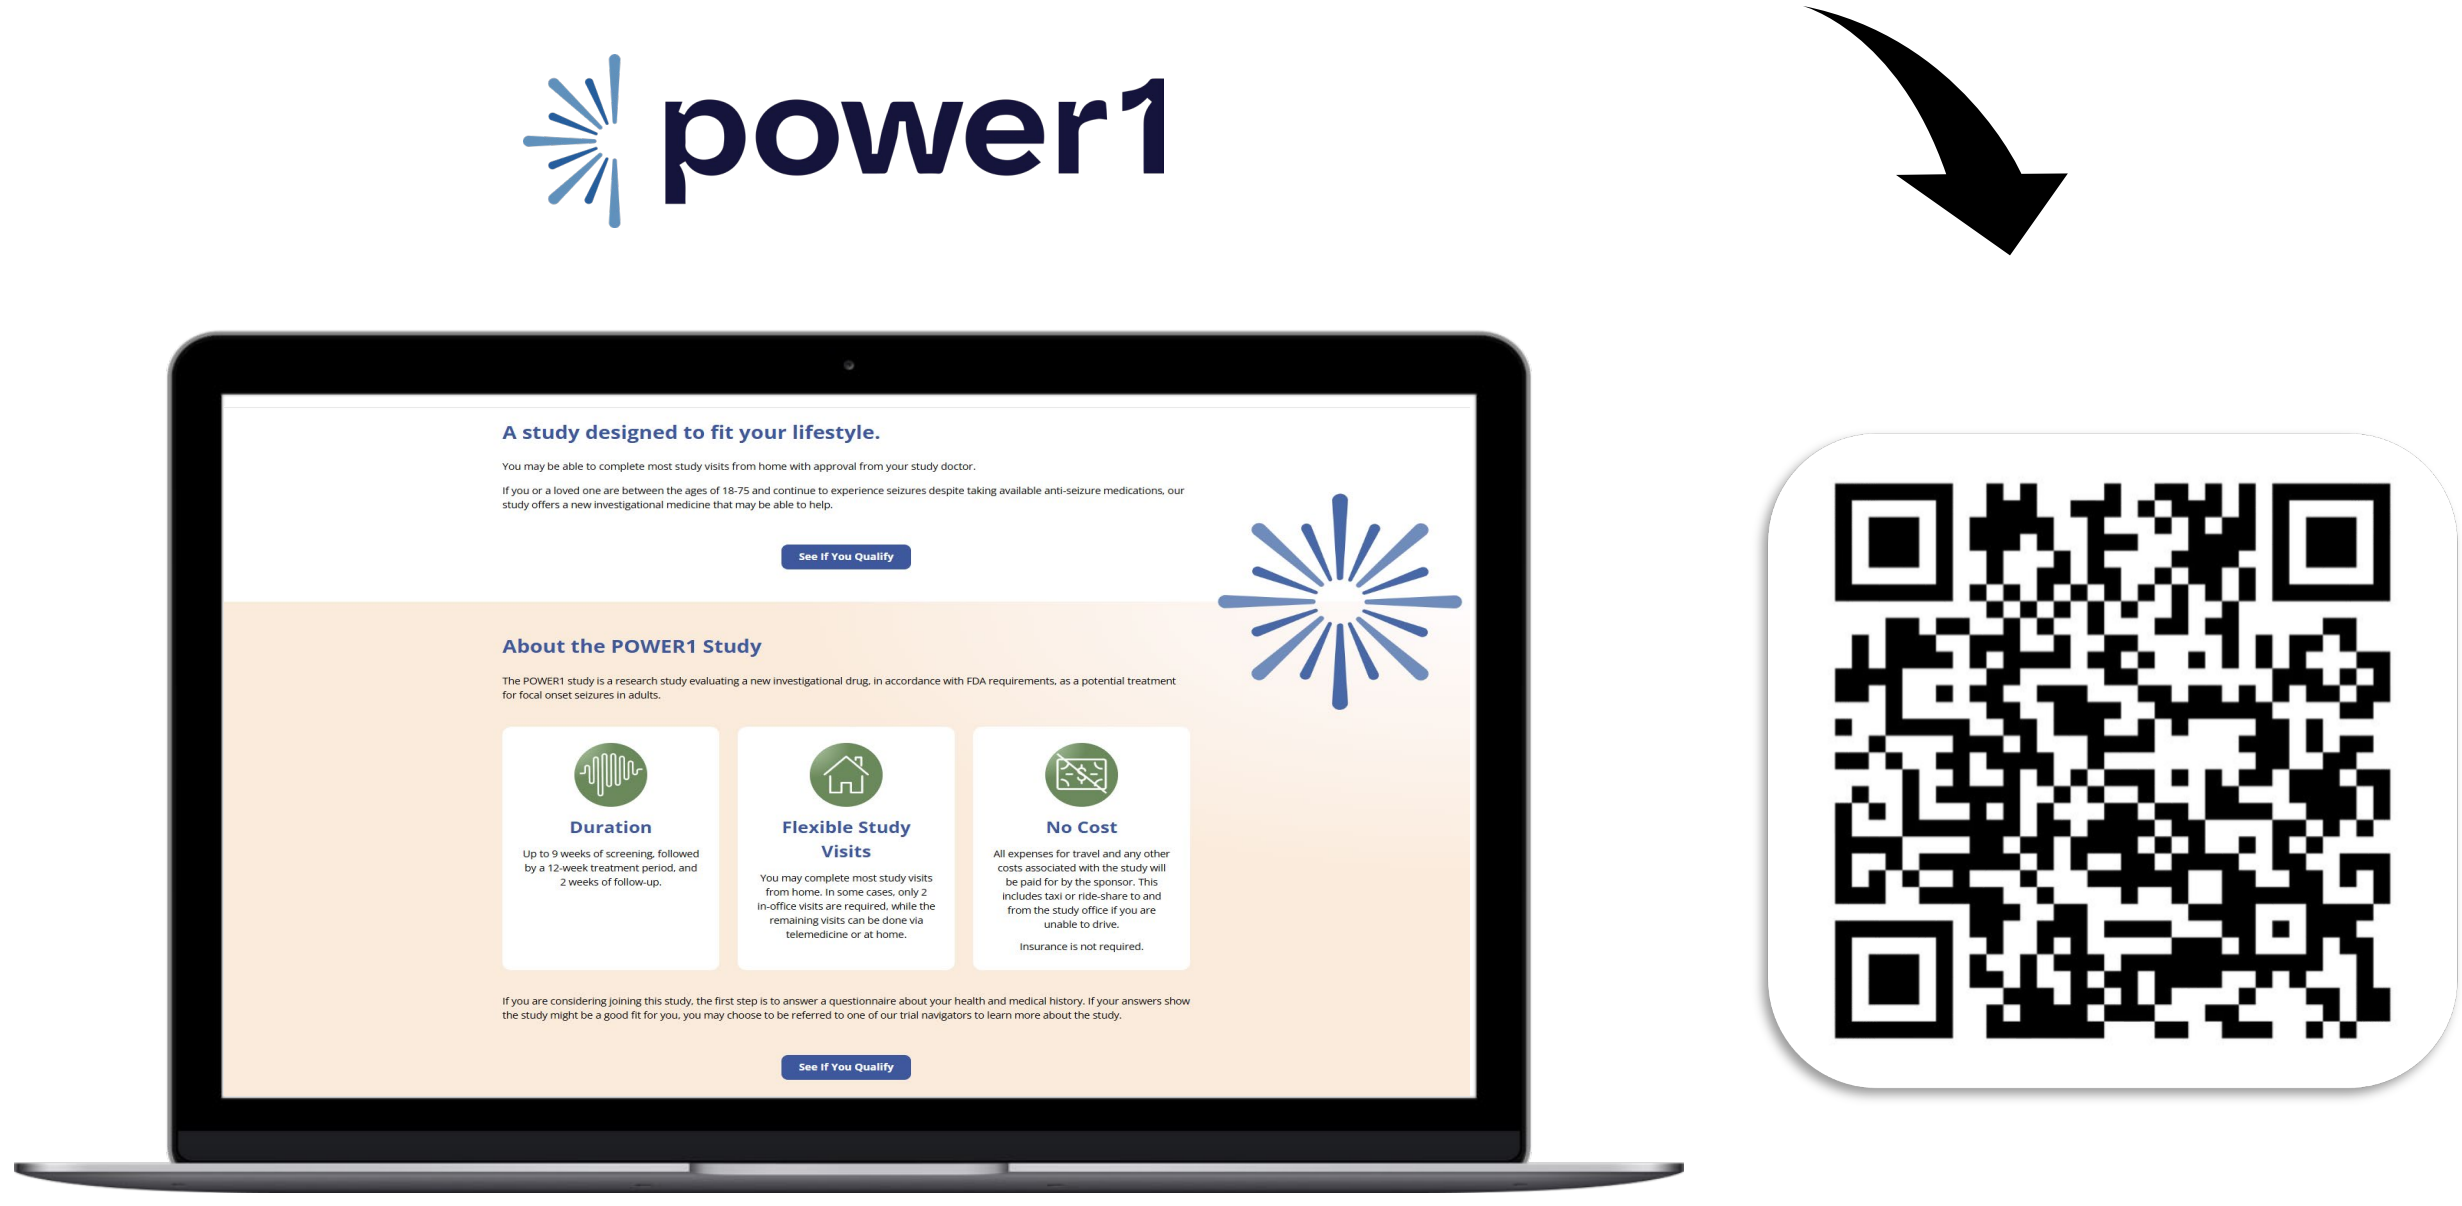 power1
A study designed to fit your lifestyle.
You may be able to complete most study visits from home with approval from your study doctor.
If you or a loved one are between the ages of 18-75 and continue to experience seizures despite taking available anti-seizure medications, our
study offers a new investigational medicine that may be able to help.
See If You Qualify
About the POWER1 Study
The POWER1 study is a research study evaluating a new investigational drug, in accordance with FDA requirements, as a potential treatment
for focal onset seizures in adults.
Duration
Up to 9 weeks of screening, followed
by a 12-week treatment period, and
2 weeks of follow-up.
Flexible Study
Visits
You may complete most study visits
from home. In some cases, only 2
in-office visits are required, while the
remaining visits can be done via
telemedicine or at home.
No Cost
All expenses for travel and any other
costs associated with the study will
be paid for by the sponsor. This
includes taxi or ride-share to and
from the study office if you are
unable to drive.
Insurance is not required.
If you are considering joining this study, the first step is to answer a questionnaire about your health and medical history. If your answers show
the study might be a good fit for you, you may choose to be referred to one of our trial navigators to learn more about the study.
See If You Qualify